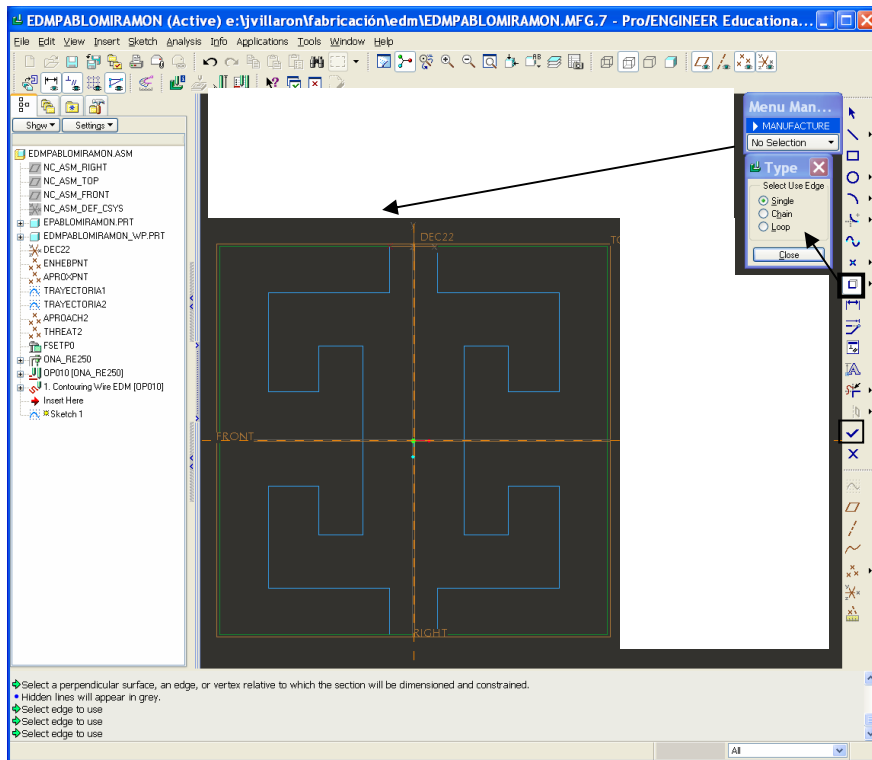 EDMPABLOMIRAMON (Active) e:\jvillaron\fabricación\edm\EDMPABLOMIRAMON.MFG.7 - Pro/ENGINEER Educationa...
File Edit View Insert Sketch Analysis Info Applications Tools Window Help
Show Settings
EDMPABLOMIRAMON.ASM
NC_ASM_RIGHT
NC_ASM_TOP
NC_ASM_FRONT
NC_ASM_DEF_CSYS
EPABLOMIRAMON.PRT
EDMPABLOMIRAMON_WP.PRT
DEC22
ENHEBPNT
APROXPNT
TRAYECTORIA1
TRAYECTORIA2
APROACH2
THREAT2
FSETP0
ONA_RE250
OP010 [ONA_RE250]
1. Contouring Wire EDM [OP010]
Insert Here
Sketch 1
DEC22
TO
FRONT
RIGHT
Menu Man...
MANUFACTURE
No Selection
Type
Select Use Edge
Single
Chain
Loop
Close
Select a perpendicular surface, an edge, or vertex relative to which the section will be dimensioned and constrained.
Hidden lines will appear in grey.
Select edge to use
Select edge to use
Select edge to use
All